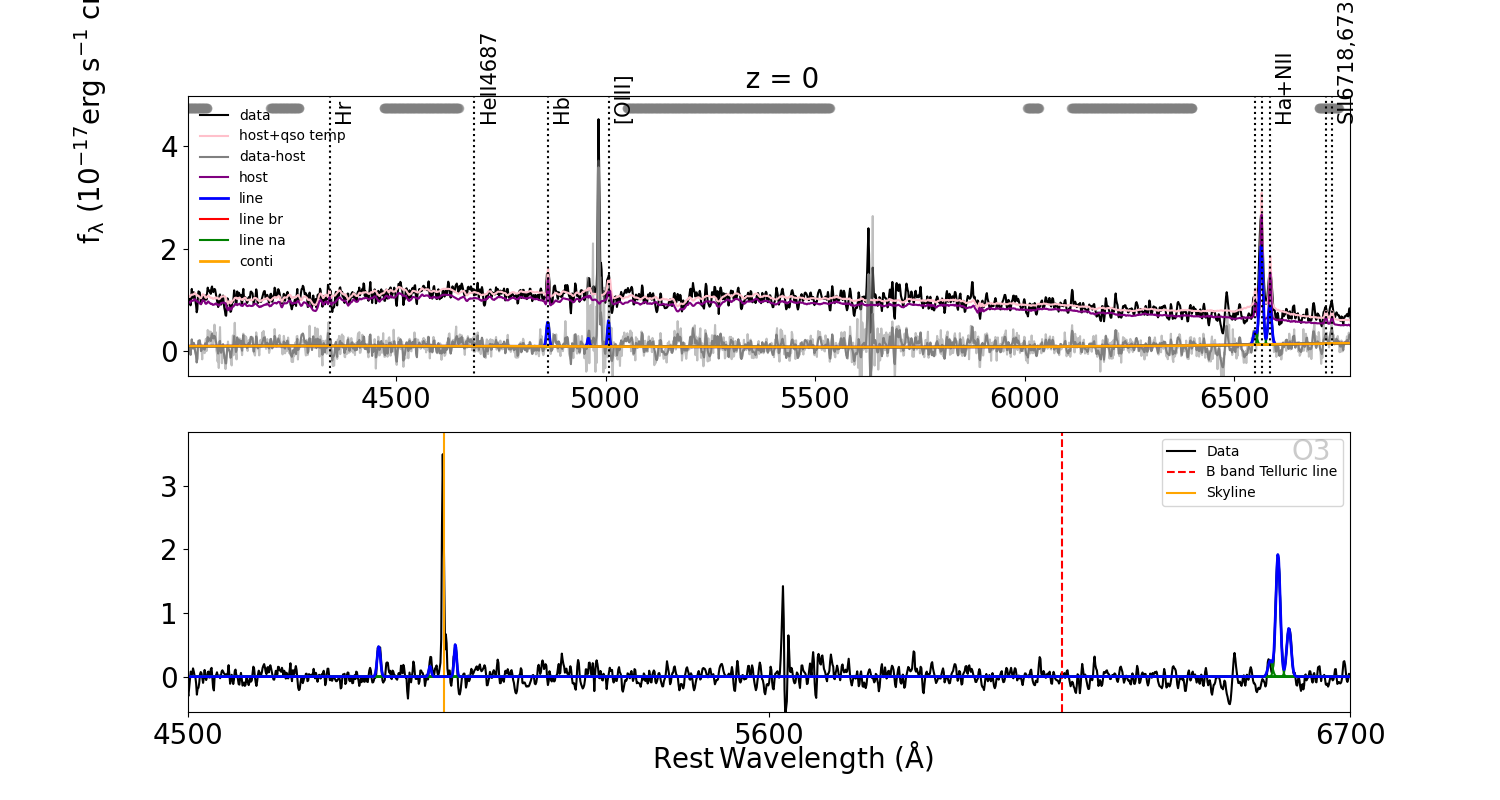 z = 0
HeII4687
SII6718,673
Hr
Hb
[OIII]
Ha+NII
fλ (10⁻¹⁷erg s⁻¹
data
host+qso temp
data-host
host
line
line br
line na
conti
4
2
0
4500 5000 5500 6000 6500
O3
Data
B band Telluric line
Skyline
3
2
1
0
4500 5600 6700
Rest Wavelength (Å)